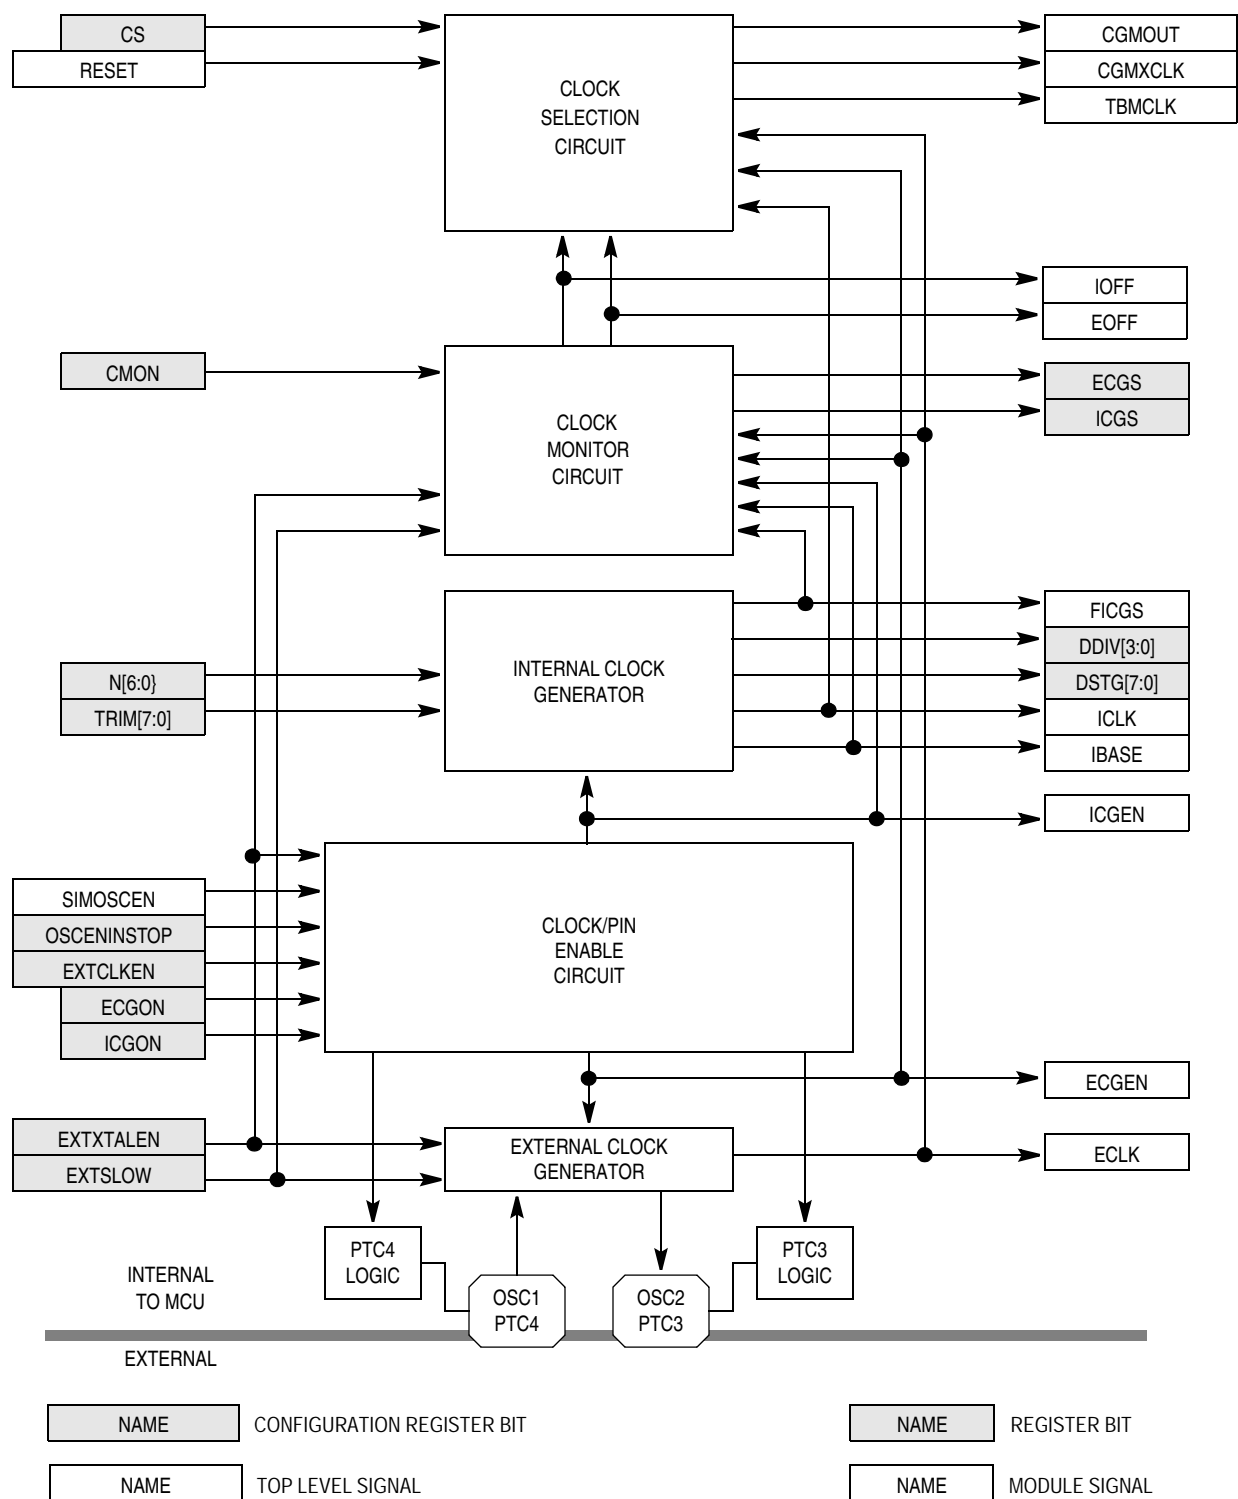 CS
RESET
CLOCK
SELECTION
CIRCUIT
CGMOUT
CGMXCLK
TBMCLK
IOFF
EOFF
CMON
CLOCK
MONITOR
CIRCUIT
ECGS
ICGS
N[6:0}
TRIM[7:0]
INTERNAL CLOCK
GENERATOR
FICGS
DDIV[3:0]
DSTG[7:0]
ICLK
IBASE
ICGEN
SIMOSCEN
OSCENINSTOP
EXTCLKEN
ECGON
ICGON
CLOCK/PIN
ENABLE
CIRCUIT
ECGEN
EXTXTALEN
EXTSLOW
EXTERNAL CLOCK
GENERATOR
ECLK
PTC4
LOGIC
PTC3
LOGIC
INTERNAL
TO MCU
OSC1
PTC4
OSC2
PTC3
EXTERNAL
NAME CONFIGURATION REGISTER BIT
NAME REGISTER BIT
NAME TOP LEVEL SIGNAL
NAME MODULE SIGNAL